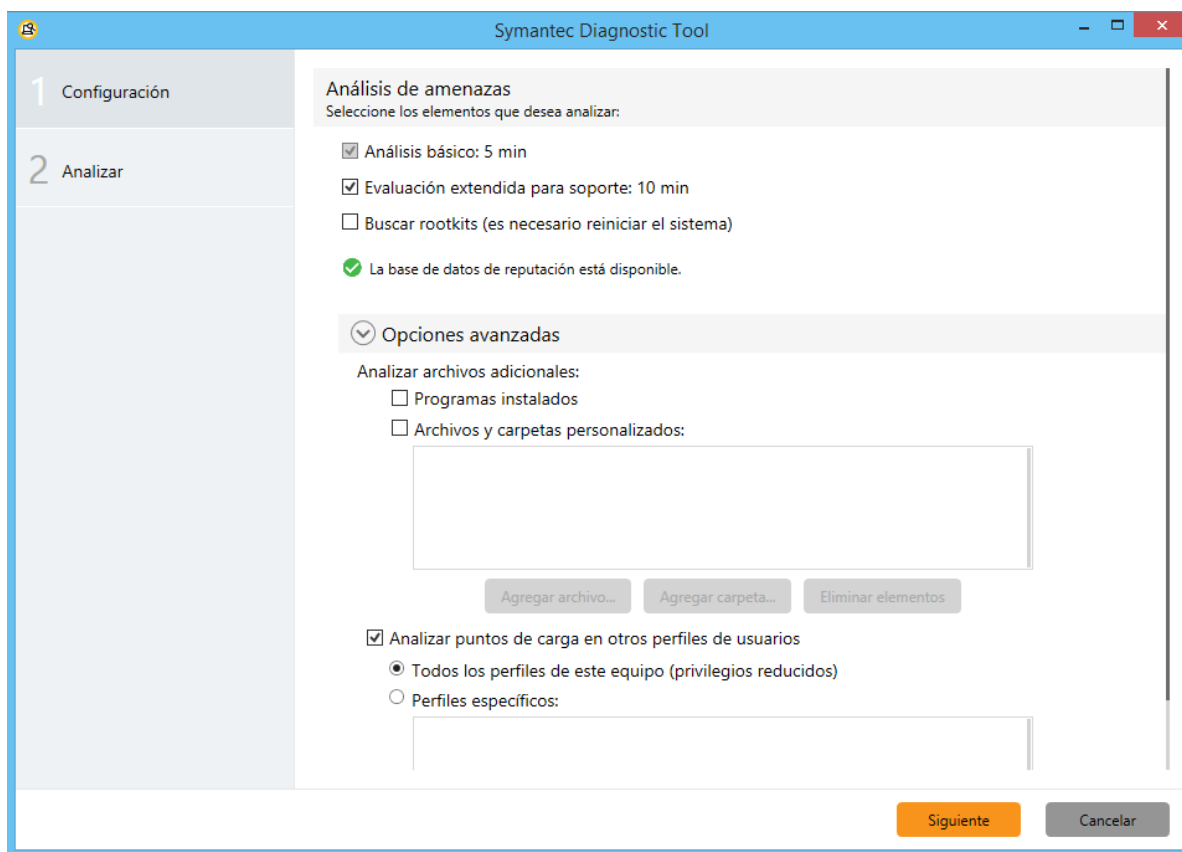 Symantec Diagnostic Tool
1 Configuración
2 Analizar
Análisis de amenazas
Seleccione los elementos que desea analizar:
Análisis básico: 5 min
Evaluación extendida para soporte: 10 min
Buscar rootkits (es necesario reiniciar el sistema)
La base de datos de reputación está disponible.
Opciones avanzadas
Analizar archivos adicionales:
Programas instalados
Archivos y carpetas personalizados:
Agregar archivo... Agregar carpeta... Eliminar elementos
Analizar puntos de carga en otros perfiles de usuarios
Todos los perfiles de este equipo (privilegios reducidos)
Perfiles específicos:
Siguiente Cancelar